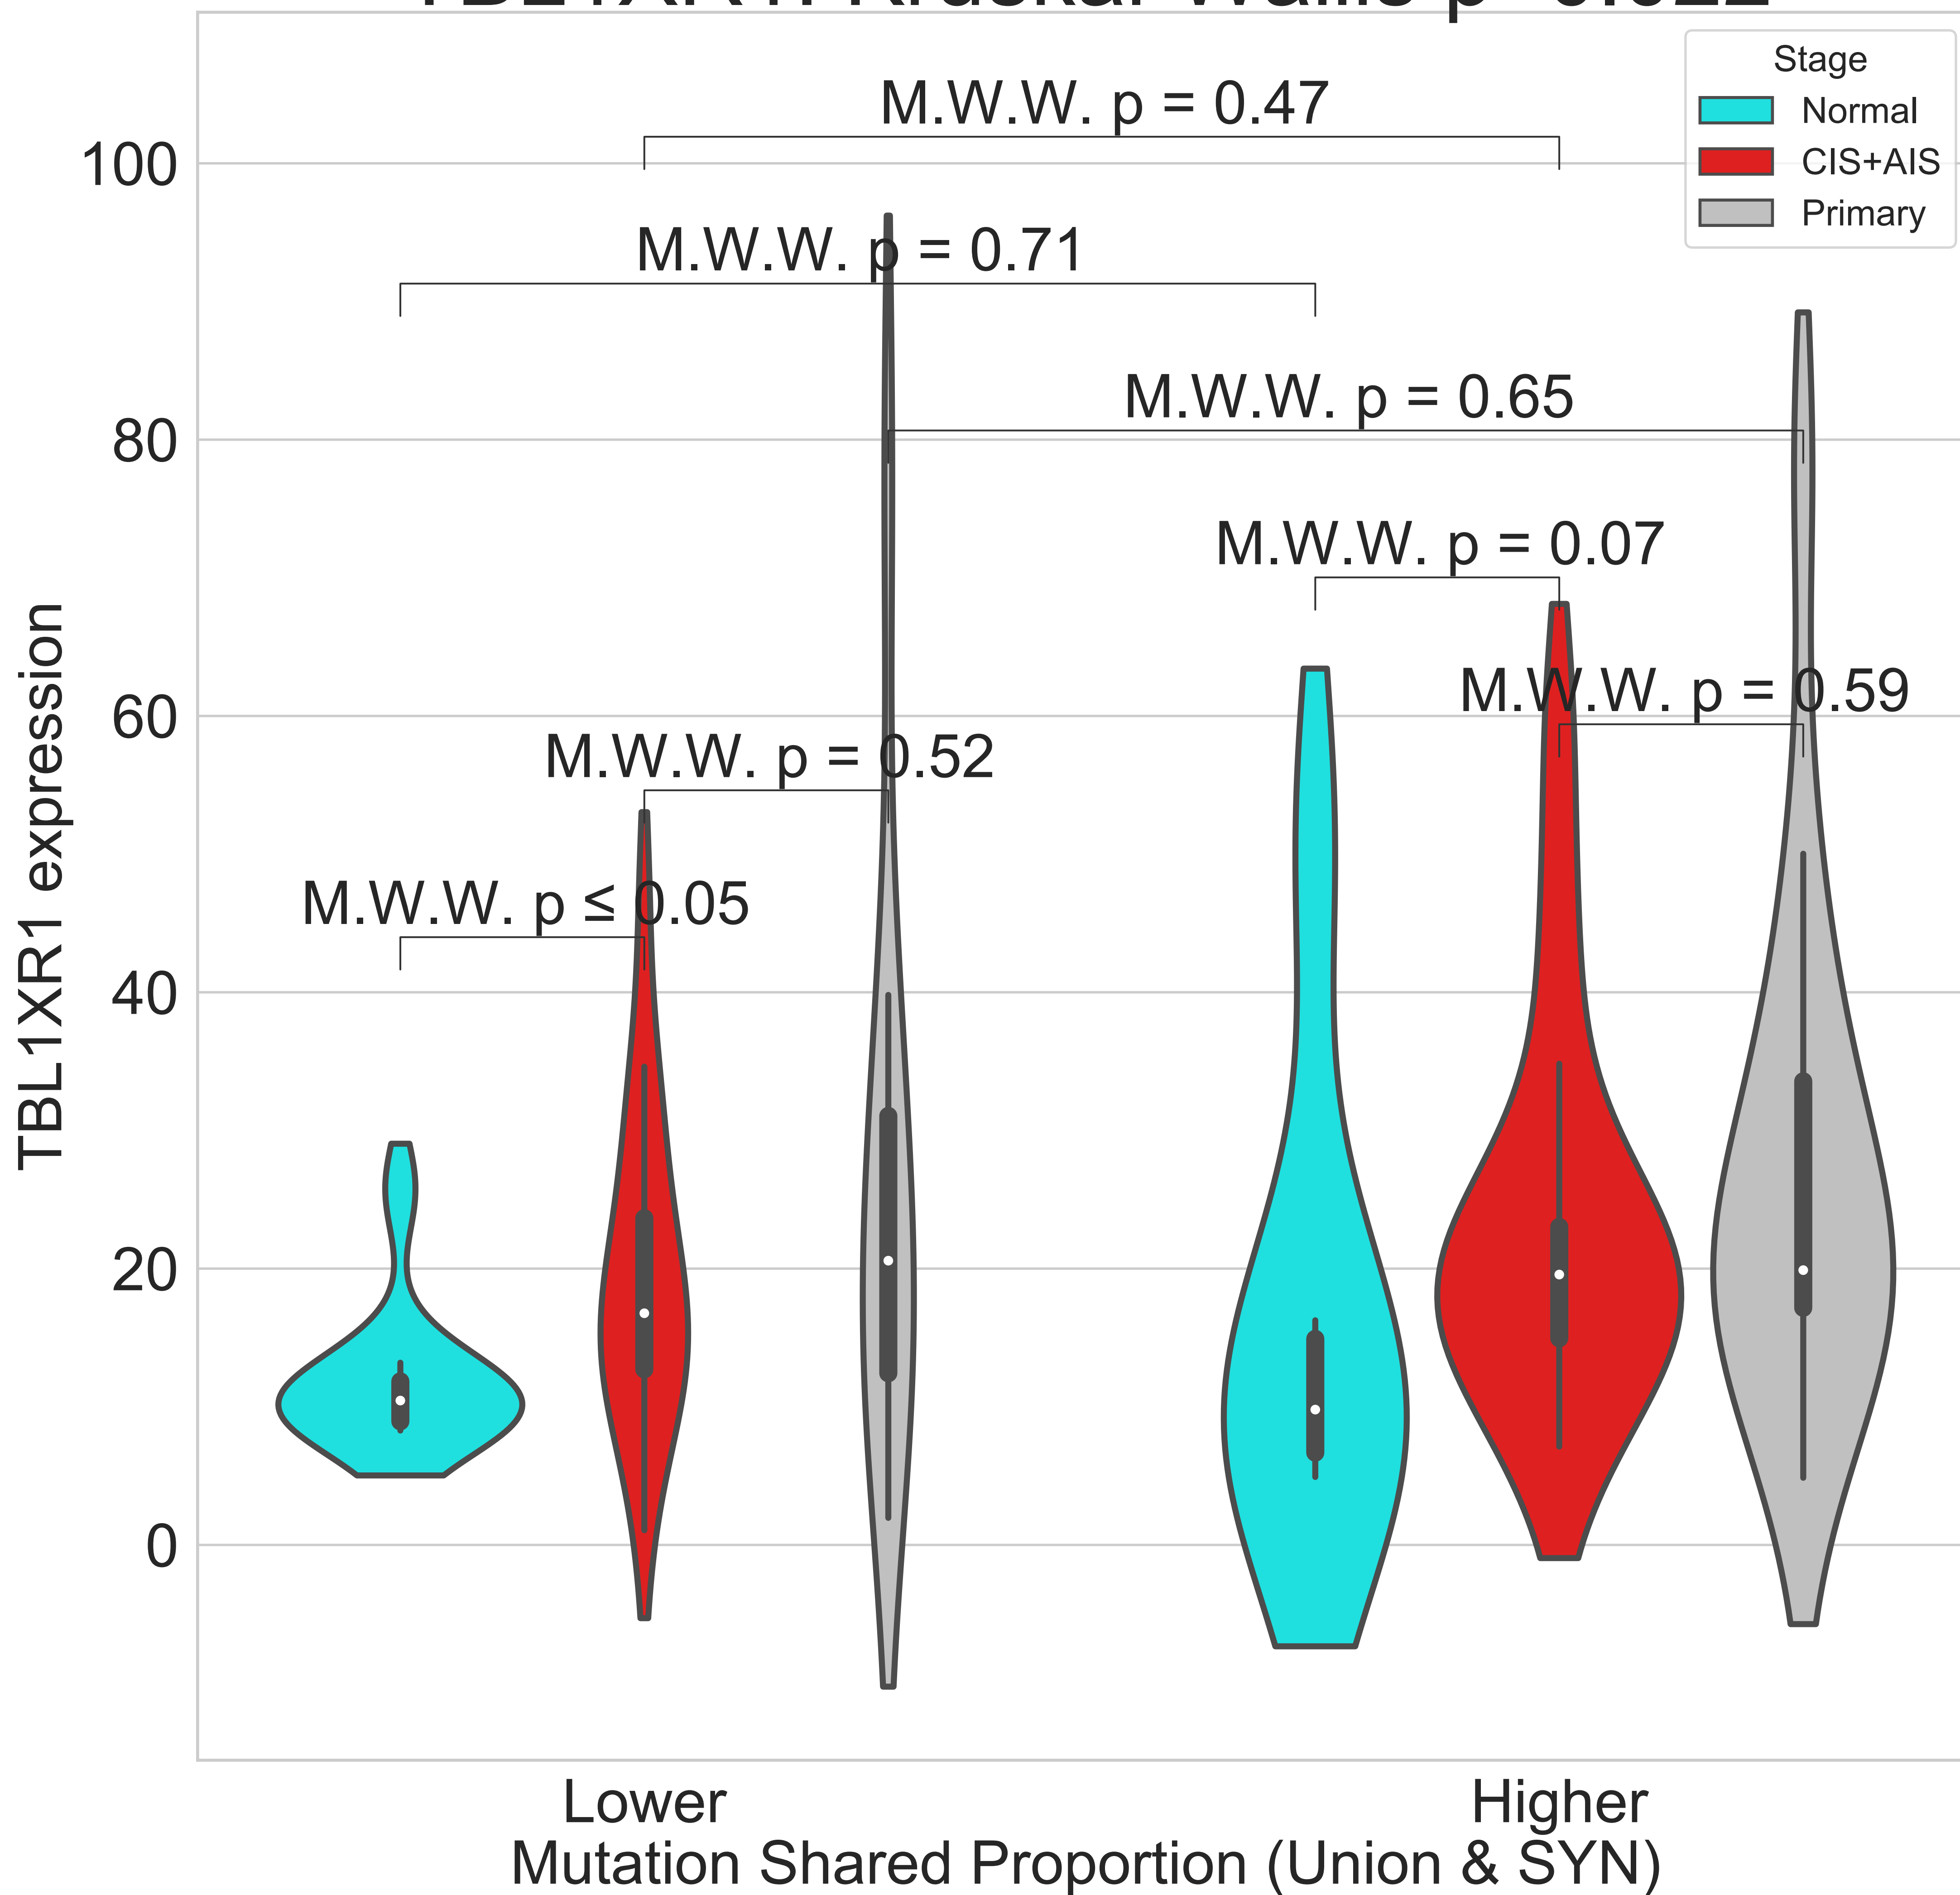 Stage
Normal
CIS+AIS
Primary
M.W.W. p = 0.47
M.W.W. p = 0.71
M.W.W. p = 0.65
M.W.W. p = 0.07
M.W.W. p = 0.59
M.W.W. p = 0.52
M.W.W. p ≤ 0.05
100
80
60
40
20
0
TBL1XR1 expression
Lower
Higher
Mutation Shared Proportion (Union & SYN)